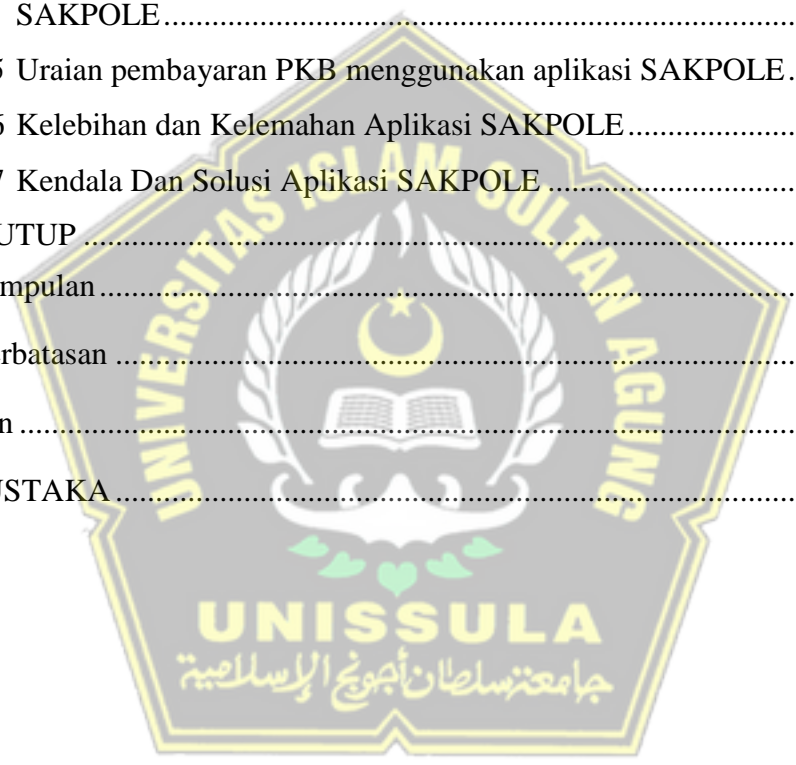 SAKPOLE
5 Uraian pembayaran PKB menggunakan aplikasi SAKPOLE
6 Kelebihan dan Kelemahan Aplikasi SAKPOLE
7 Kendala Dan Solusi Aplikasi SAKPOLE
UTUP
mpulan
erbatasan
n
USTAKA
UNIVERSITAS ISLAM SULTAN AGUNG
UNISSULA
جامعة سلطان أجونج الإسلامية